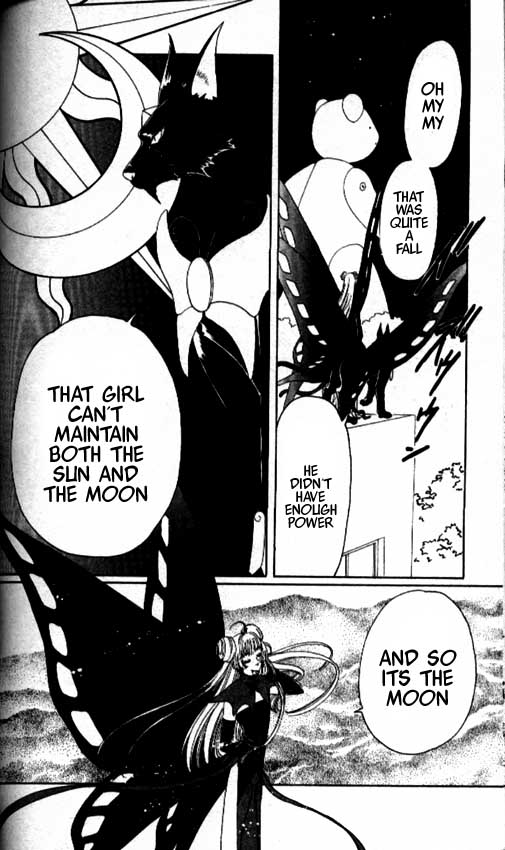 OH
MY
MY
THAT
WAS
QUITE
A
FALL
HE
DIDN'T
HAVE
ENOUGH
POWER
THAT GIRL
CAN'T
MAINTAIN
BOTH THE
SUN AND
THE MOON
AND SO
ITS THE
MOON